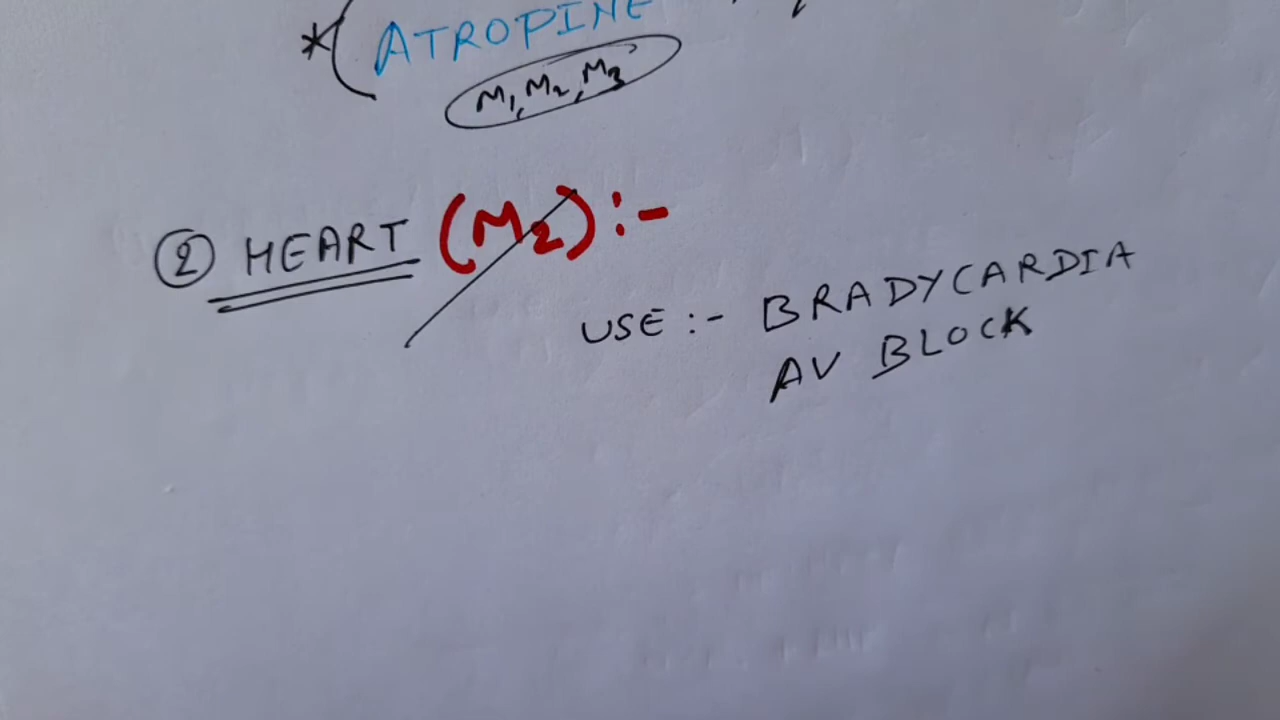 *( ATROPINE
M1, M2, M3
② HEART (M2) :-
USE :- BRADYCARDIA
AV BLOCK